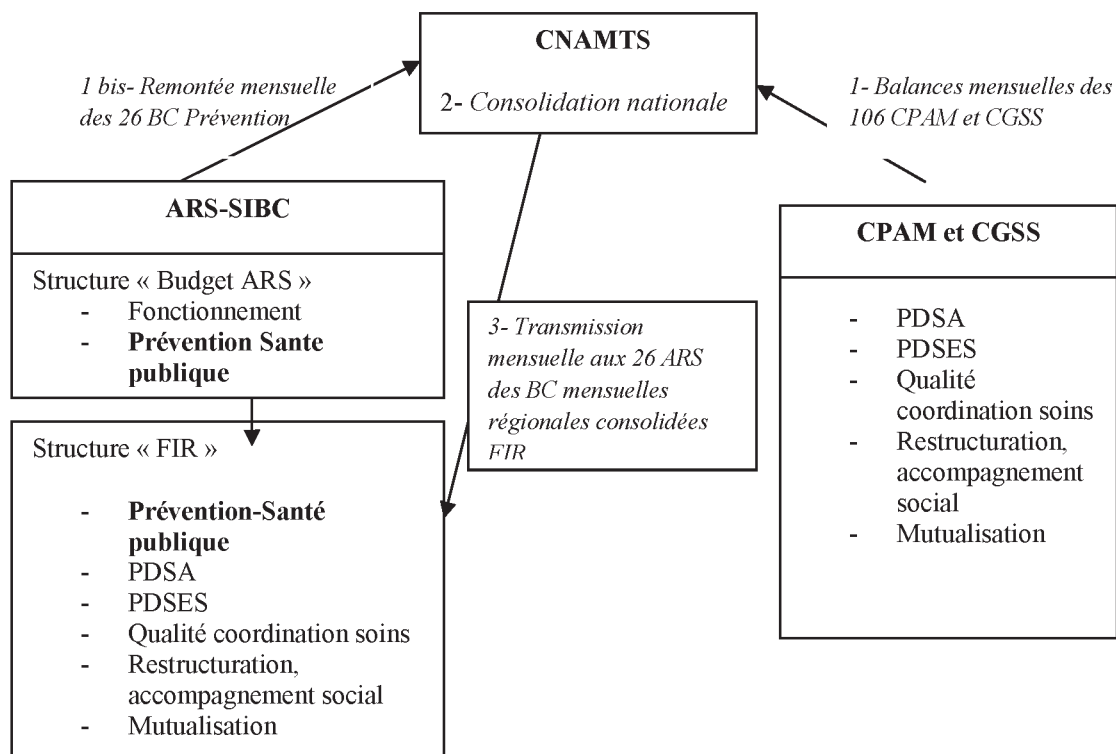 CNAMTS
2- Consolidation nationale
1 bis- Remontée mensuelle
des 26 BC Prévention
1- Balances mensuelles des
106 CPAM et CGSS
ARS-SIBC
Structure « Budget ARS »
- Fonctionnement
- Prévention Sante
publique
Structure « FIR »
- Prévention-Santé
publique
- PDSA
- PDSES
- Qualité coordination soins
- Restructuration,
accompagnement social
- Mutualisation
3- Transmission
mensuelle aux 26 ARS
des BC mensuelles
régionales consolidées
FIR
CPAM et CGSS
- PDSA
- PDSES
- Qualité
coordination soins
- Restructuration,
accompagnement
social
- Mutualisation